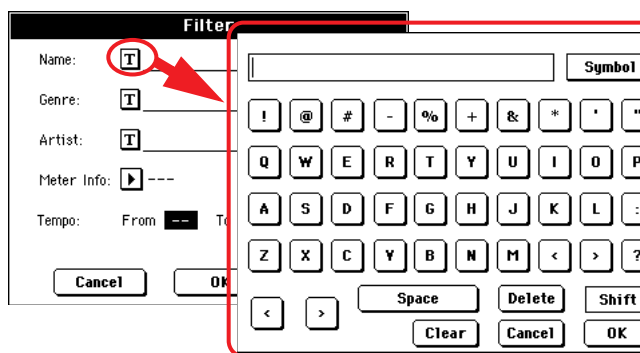 Filter
Name: T
Genre: T
Artist: T
Meter Info: ---
Tempo: From -- To
Cancel OK
Symbol
! @ # - % + & * ' "
Q W E R T Y U I O P
A S D F G H J K L :
Z X C V B N M < > ?
< > Space Delete Shift
Clear Cancel OK